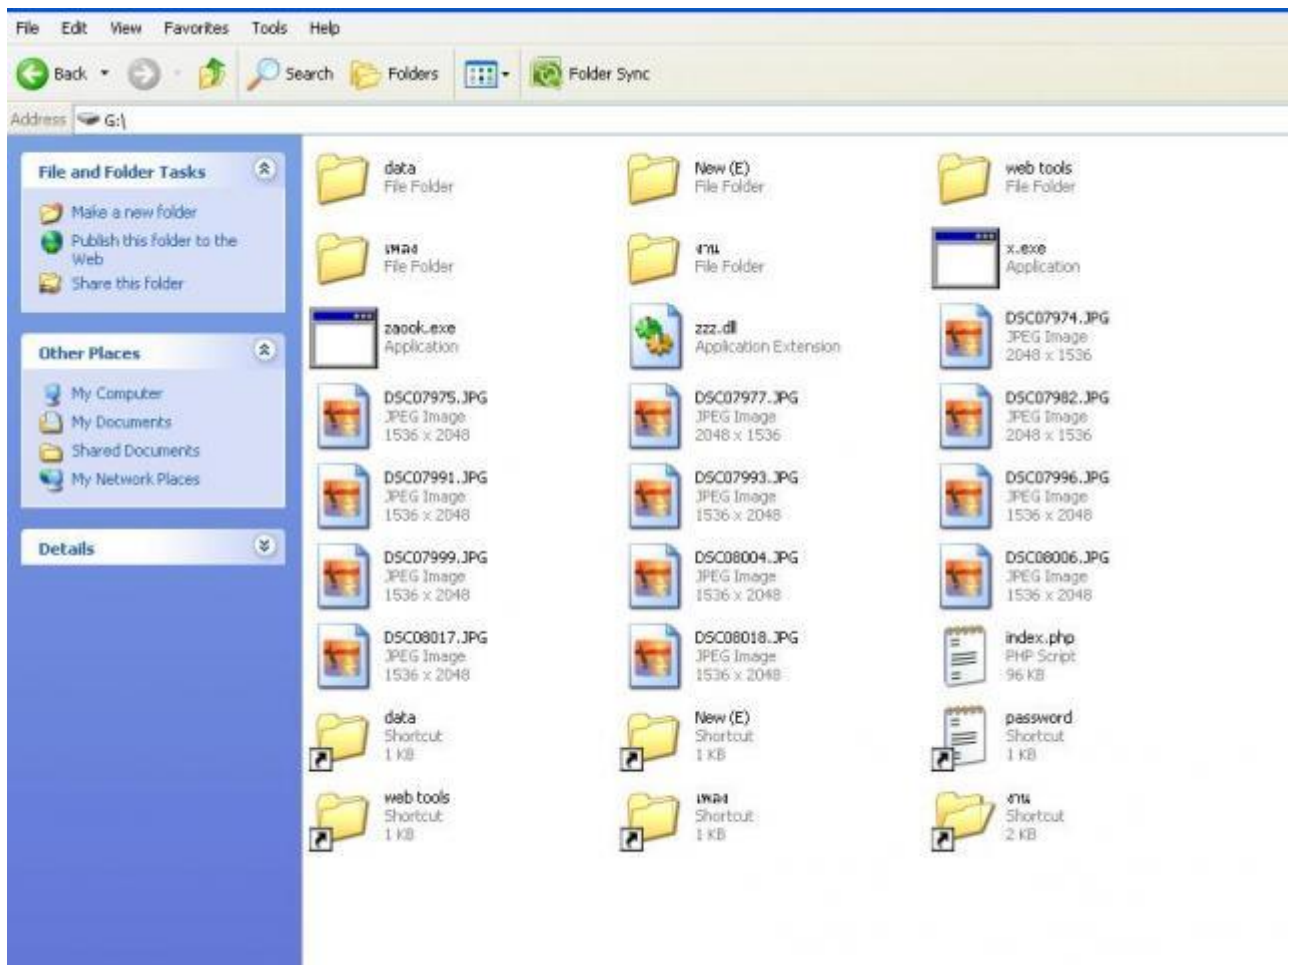 File Edit View Favorites Tools Help
Back Search Folders Folder Sync
Address G:\
File and Folder Tasks
Make a new folder
Publish this folder to the
Web
Share this folder
Other Places
My Computer
My Documents
Shared Documents
My Network Places
Details
data
File Folder
New (E)
File Folder
web tools
File Folder
เพลง
File Folder
งาน
File Folder
x.exe
Application
zaook.exe
Application
zzz.dll
Application Extension
DSC07974.JPG
JPEG Image
2048 x 1536
DSC07975.JPG
JPEG Image
1536 x 2048
DSC07977.JPG
JPEG Image
2048 x 1536
DSC07982.JPG
JPEG Image
2048 x 1536
DSC07991.JPG
JPEG Image
1536 x 2048
DSC07993.JPG
JPEG Image
1536 x 2048
DSC07996.JPG
JPEG Image
1536 x 2048
DSC07999.JPG
JPEG Image
1536 x 2048
DSC08004.JPG
JPEG Image
1536 x 2048
DSC08006.JPG
JPEG Image
1536 x 2048
DSC08017.JPG
JPEG Image
1536 x 2048
DSC08018.JPG
JPEG Image
1536 x 2048
index.php
PHP Script
96 KB
data
Shortcut
1 KB
New (E)
Shortcut
1 KB
password
Shortcut
1 KB
web tools
Shortcut
1 KB
เพลง
Shortcut
1 KB
งาน
Shortcut
2 KB